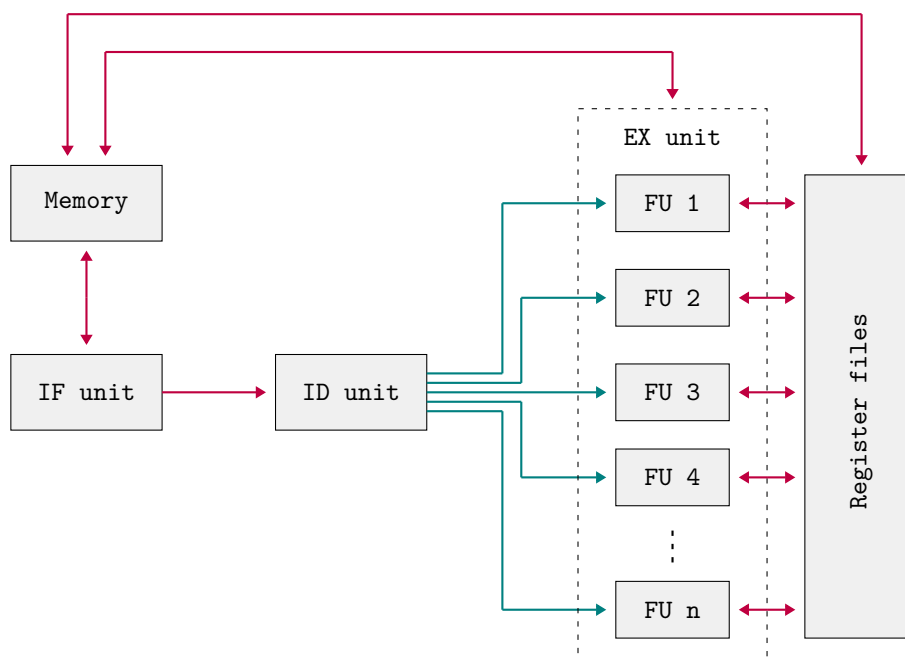 EX unit
Memory
FU 1
FU 2
IF unit
ID unit
FU 3
Register files
FU 4
FU n